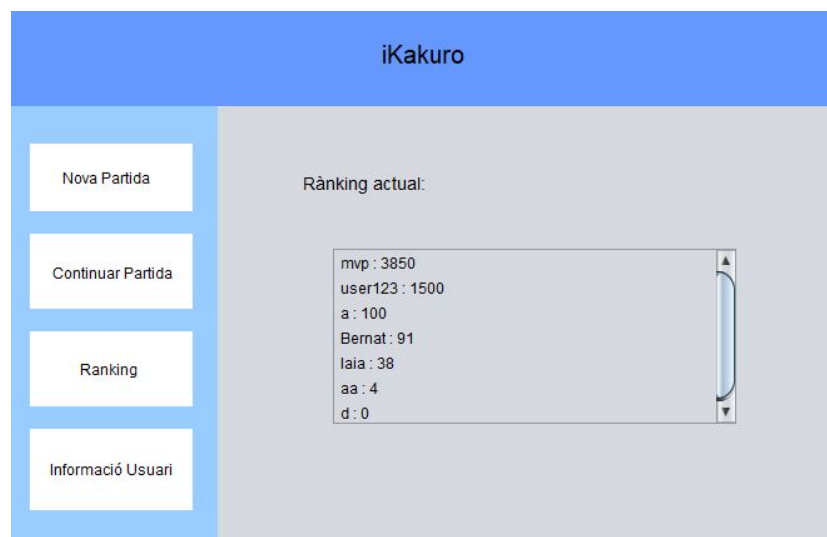 iKakuro
Nova Partida
Continuar Partida
Ranking
Informació Usuari
Rànking actual:
mvp : 3850
user123 : 1500
a : 100
Bernat : 91
laia : 38
aa : 4
d : 0